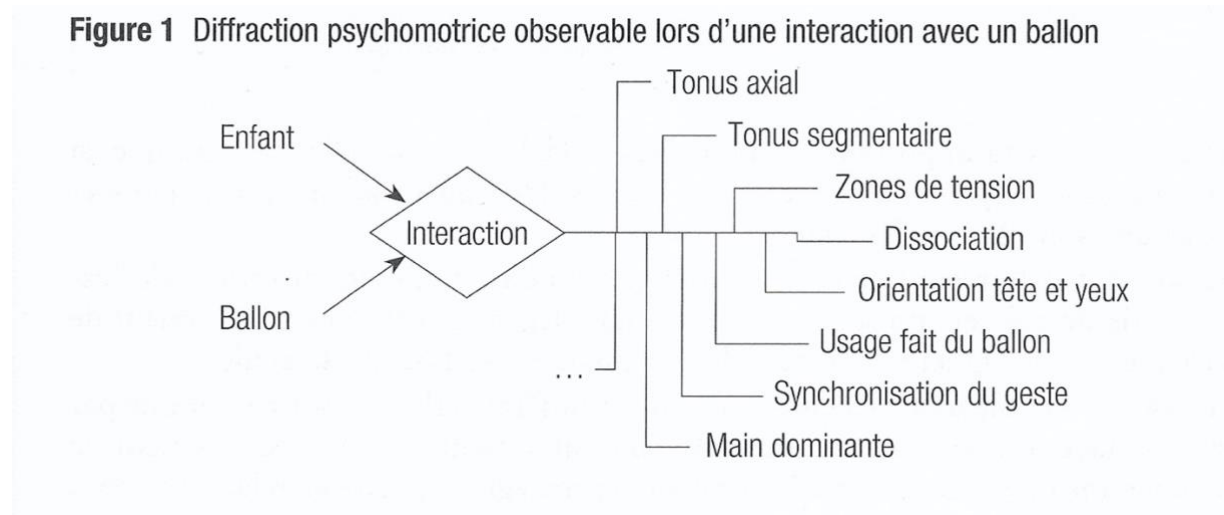 Figure 1 Diffraction psychomotrice observable lors d'une interaction avec un ballon
Tonus axial
Enfant
Tonus segmentaire
Zones de tension
Interaction
Dissociation
Orientation tête et yeux
Ballon
Usage fait du ballon
...
Synchronisation du geste
Main dominante